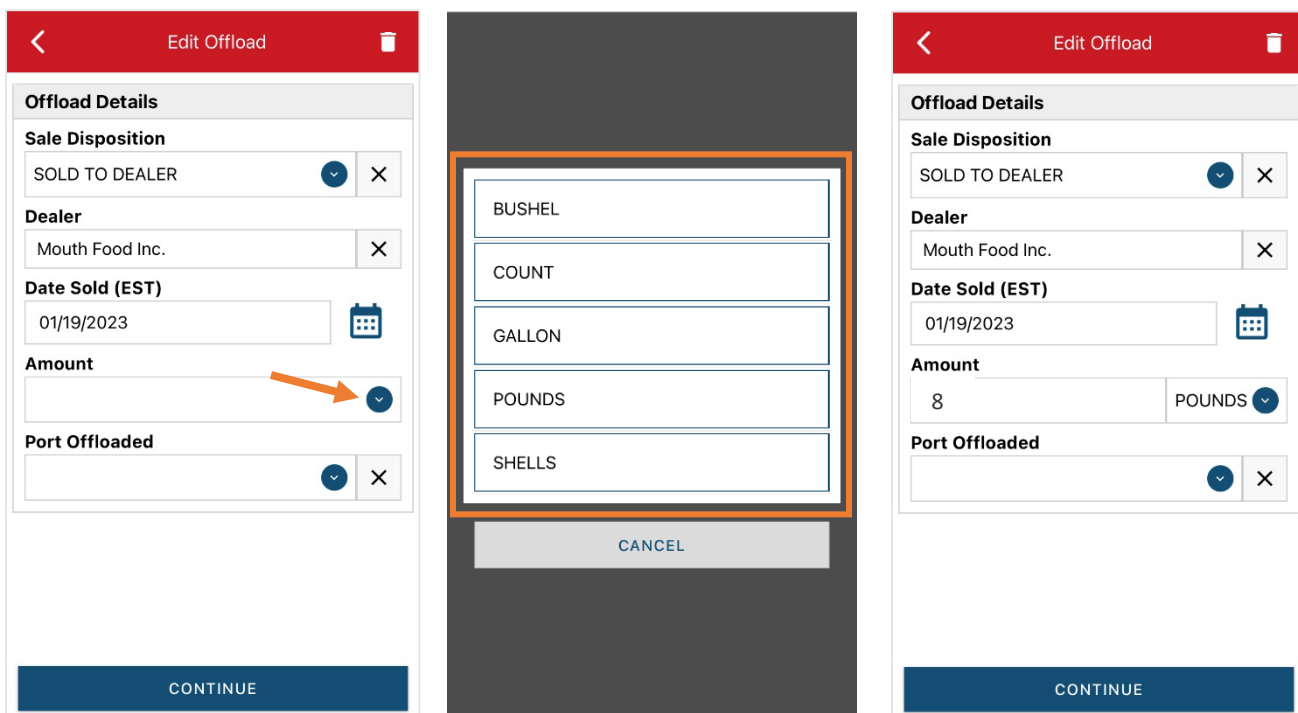 Edit Offload
Offload Details
Sale Disposition
SOLD TO DEALER
Dealer
Mouth Food Inc.
Date Sold (EST)
01/19/2023
Amount
Port Offloaded
CONTINUE
BUSHEL
COUNT
GALLON
POUNDS
SHELLS
CANCEL
Edit Offload
Offload Details
Sale Disposition
SOLD TO DEALER
Dealer
Mouth Food Inc.
Date Sold (EST)
01/19/2023
Amount
8 POUNDS
Port Offloaded
CONTINUE